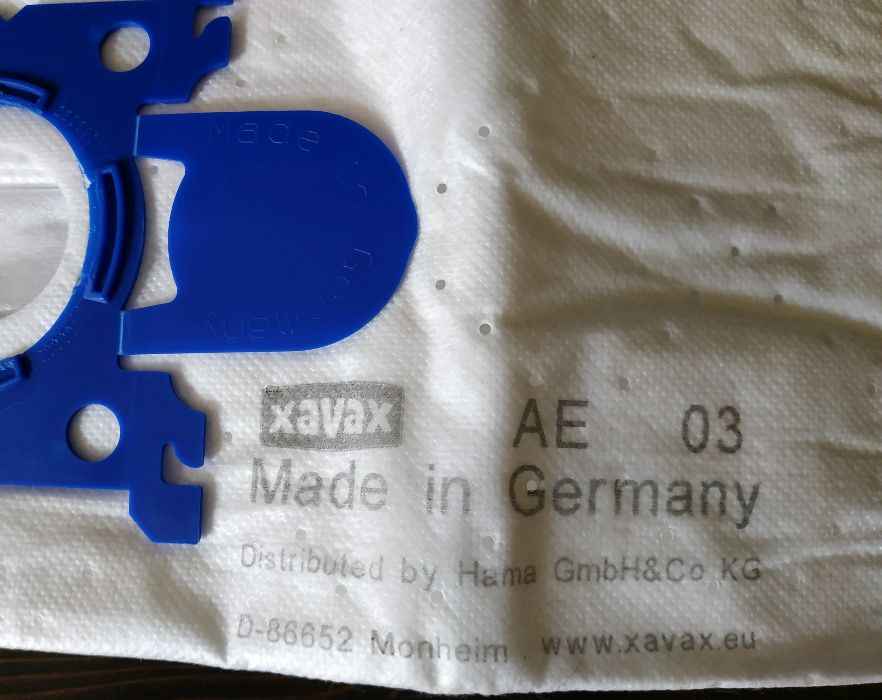 Made in Germany
xavax AE 03
Made in Germany
Distributed by Hama GmbH&Co KG
D-86652 Monheim www.xavax.eu